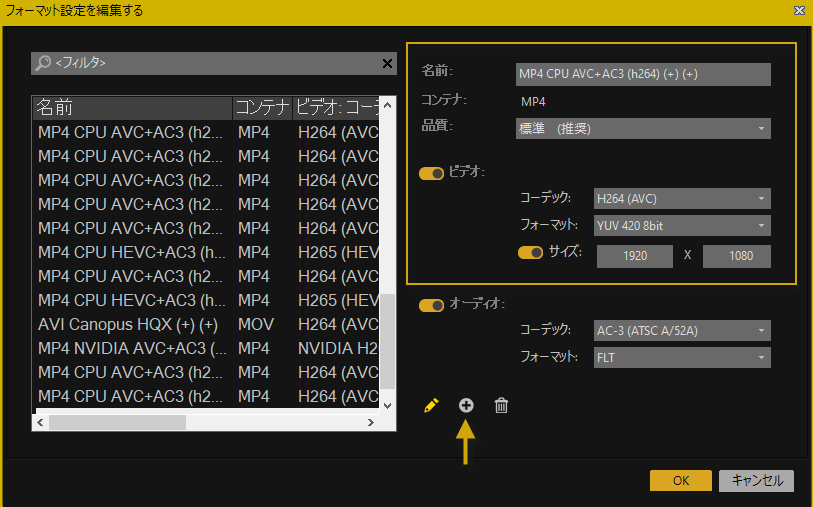 フォーマット設定を編集する
<フィルタ>
名前 コンテナ ビデオ: コーデ
MP4 CPU AVC+AC3 (h2... MP4 H264 (AVC
MP4 CPU AVC+AC3 (h2... MP4 H264 (AVC
MP4 CPU AVC+AC3 (h2... MP4 H264 (AVC
MP4 CPU AVC+AC3 (h2... MP4 H264 (AVC
MP4 CPU AVC+AC3 (h2... MP4 H264 (AVC
MP4 CPU HEVC+AC3 (h... MP4 H265 (HEV
MP4 CPU AVC+AC3 (h2... MP4 H264 (AVC
MP4 CPU HEVC+AC3 (h... MP4 H265 (HEV
AVI Canopus HQX (+) (+) MOV H264 (AVC
MP4 NVIDIA AVC+AC3 (... MP4 NVIDIA H2
MP4 CPU AVC+AC3 (h2... MP4 H264 (AVC
MP4 CPU AVC+AC3 (h2... MP4 H264 (AVC
名前: MP4 CPU AVC+AC3 (h264) (+) (+)
コンテナ: MP4
品質: 標準 (推奨)
ビデオ:
コーデック: H264 (AVC)
フォーマット: YUV 420 8bit
サイズ: 1920 X 1080
オーディオ:
コーデック: AC-3 (ATSC A/52A)
フォーマット: FLT
OK キャンセル